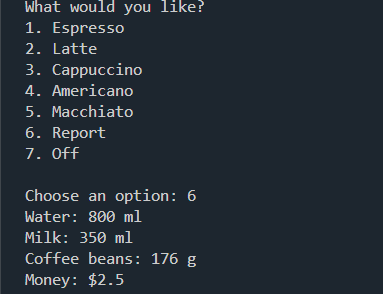 What would you like?
1. Espresso
2. Latte
3. Cappuccino
4. Americano
5. Macchiato
6. Report
7. Off
Choose an option: 6
Water: 800 ml
Milk: 350 ml
Coffee beans: 176 g
Money: $2.5